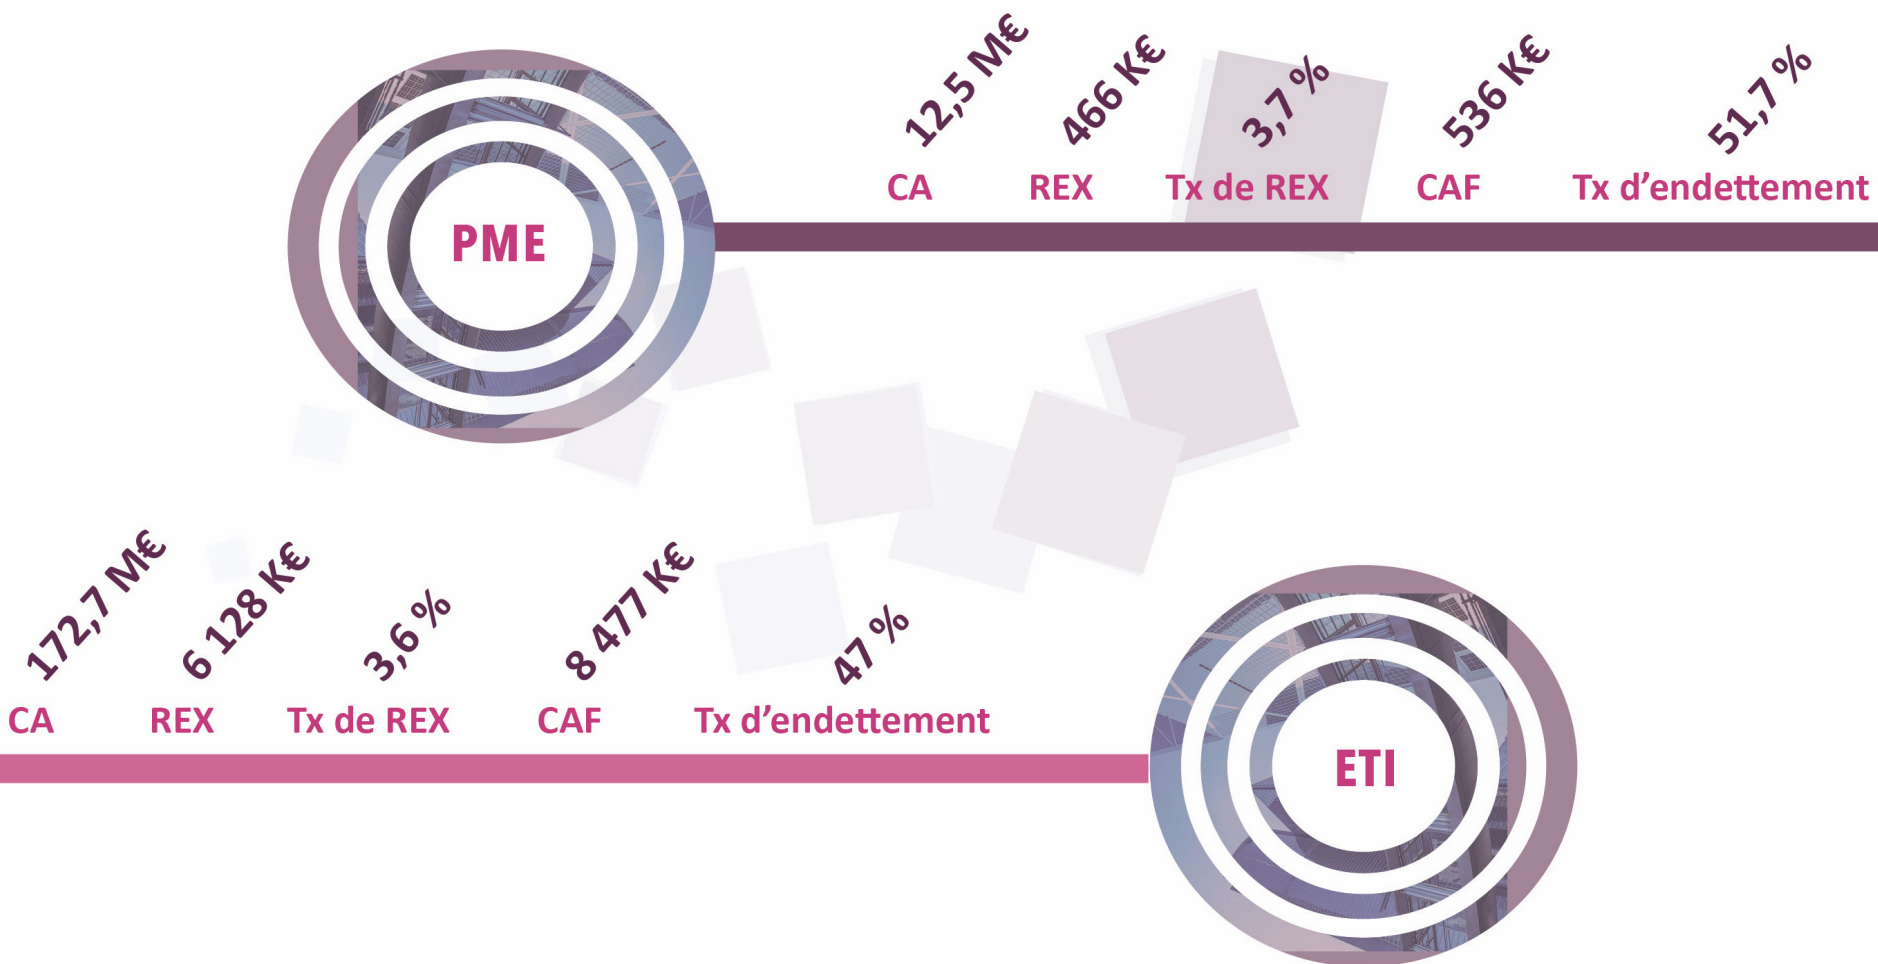 12,5 M€ 466 K€ 3,7 % 536 K€ 51,7 %
CA REX Tx de REX CAF Tx d’endettement
PME
172,7 M€ 6 128 K€ 3,6 % 8 477 K€ 47 %
CA REX Tx de REX CAF Tx d’endettement
ETI